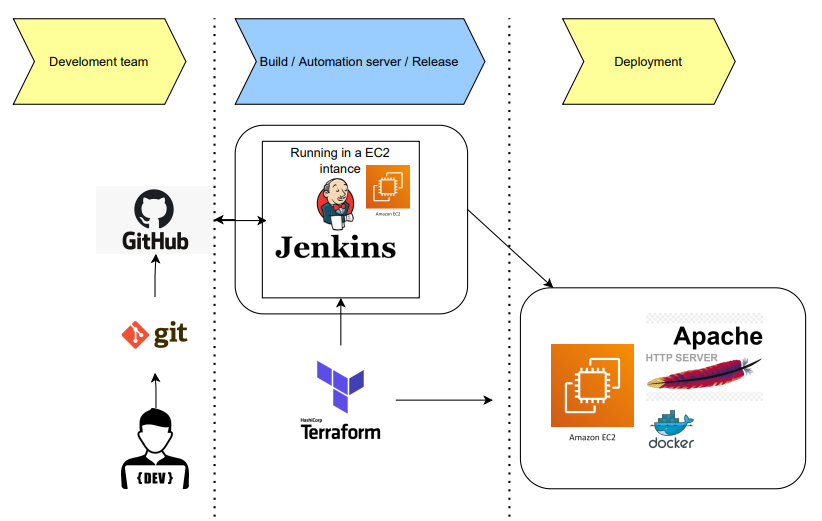 Develoment team
Build / Automation server / Release
Deployment
Running in a EC2
intance
Amazon EC2
Jenkins
GitHub
git
{DEV}
HashiCorp
Terraform
Apache
HTTP SERVER
Amazon EC2
docker